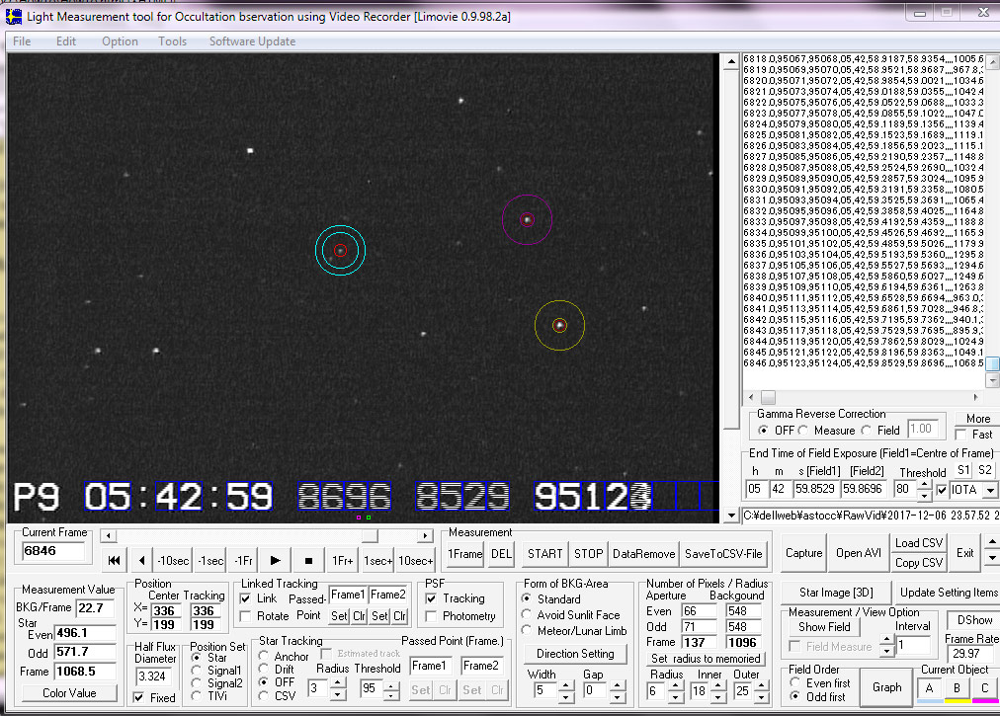 Light Measurement tool for Occultation bservation using Video Recorder [Limovie 0.9.98.2a]
File Edit Option Tools Software Update
6818.0,95067,95068,05,42,58.9187,58.9354,,,,1005.6
6819.0,95069,95070,05,42,58.9521,58.9687,,,,967.8,
6820.0,95071,95072,05,42,58.9854,59.0021,,,,1034.6
6821.0,95073,95074,05,42,59.0188,59.0355,,,,1042.4
6822.0,95075,95076,05,42,59.0522,59.0688,,,,1033.3
6823.0,95077,95078,05,42,59.0855,59.1022,,,,1047.0
6824.0,95079,95080,05,42,59.1189,59.1356,,,,1139.4
6825.0,95081,95082,05,42,59.1523,59.1689,,,,1119.1
6826.0,95083,95084,05,42,59.1856,59.2023,,,,1115.1
6827.0,95085,95086,05,42,59.2190,59.2357,,,,1148.8
6828.0,95087,95088,05,42,59.2524,59.2690,,,,1032.4
6829.0,95089,95090,05,42,59.2857,59.3024,,,,1095.9
6830.0,95091,95092,05,42,59.3191,59.3358,,,,1080.5
6831.0,95093,95094,05,42,59.3525,59.3691,,,,1065.4
6832.0,95095,95096,05,42,59.3858,59.4025,,,,1164.8
6833.0,95097,95098,05,42,59.4192,59.4359,,,,1188.8
6834.0,95099,95100,05,42,59.4526,59.4692,,,,1165.9
6835.0,95101,95102,05,42,59.4859,59.5026,,,,1179.9
6836.0,95103,95104,05,42,59.5193,59.5360,,,,1295.8
6837.0,95105,95106,05,42,59.5527,59.5693,,,,1294.6
6838.0,95107,95108,05,42,59.5860,59.6027,,,,1249.6
6839.0,95109,95110,05,42,59.6194,59.6361,,,,1263.8
6840.0,95111,95112,05,42,59.6528,59.6694,,,,963.0,
6841.0,95113,95114,05,42,59.6861,59.7028,,,,946.8,
6842.0,95115,95116,05,42,59.7195,59.7362,,,,940.1,
6843.0,95117,95118,05,42,59.7529,59.7695,,,,895.9,
6844.0,95119,95120,05,42,59.7862,59.8029,,,,1024.9
6845.0,95121,95122,05,42,59.8196,59.8363,,,,1049.1
6846.0,95123,95124,05,42,59.8529,59.8696,,,,1068.5
Gamma Reverse Correction
OFF Measure Field 1.00
More
Fast
End Time of Field Exposure (Field1=Centre of Frame)
h m s [Field1] [Field2] Threshold S1 S2
05 42 59.8529 59.8696 80 IOTA
C:¥dellweb¥astocc¥RawVid¥2017-12-06 23.57.52 2
P9 05:42:59 8696 8529
Current Frame
6846
-10sec -1sec -1Fr 1Fr+ 1sec+ 10sec+
Measurement
1Frame DEL START STOP DataRemove SaveToCSV-File
Capture Open AVI Load CSV Copy CSV Exit
Measurement Value
BKG/Frame 22.7
Star
Even 496.1
Odd 571.7
Frame 1068.5
Color Value
Position
Center Tracking
X= 336 336
Y= 199 199
Half Flux
Diameter
3.324
Fixed
Linked Tracking
Link Passed- Frame1 Frame2
Rotate Point Set Clr Set Clr
Position Set
Star
Signal1
Signal2
TIVi
Star Tracking
Anchor
Drift
OFF
CSV
Estimated track
Radius Threshold
3 95
Passed Point (Frame.)
Frame1 Frame2
Set Clr Set Clr
PSF
Tracking
Photometry
Form of BKG-Area
Standard
Avoid Sunlit Face
Meteor/Lunar Limb
Direction Setting
Width Gap
5 0
Number of Pixels / Radius
Aperture Backgound
Even 66 548
Odd 71 548
Frame 137 1096
Set radius to memoried
Radius Inner Outer
6 18 25
Star Image [3D] Update Setting Items
Measurement / View Option
Show Field Interval
Field Measure 1
DShow
Frame Rate
29.97
Field Order
Even first
Odd first
Graph
Current Object
A B C